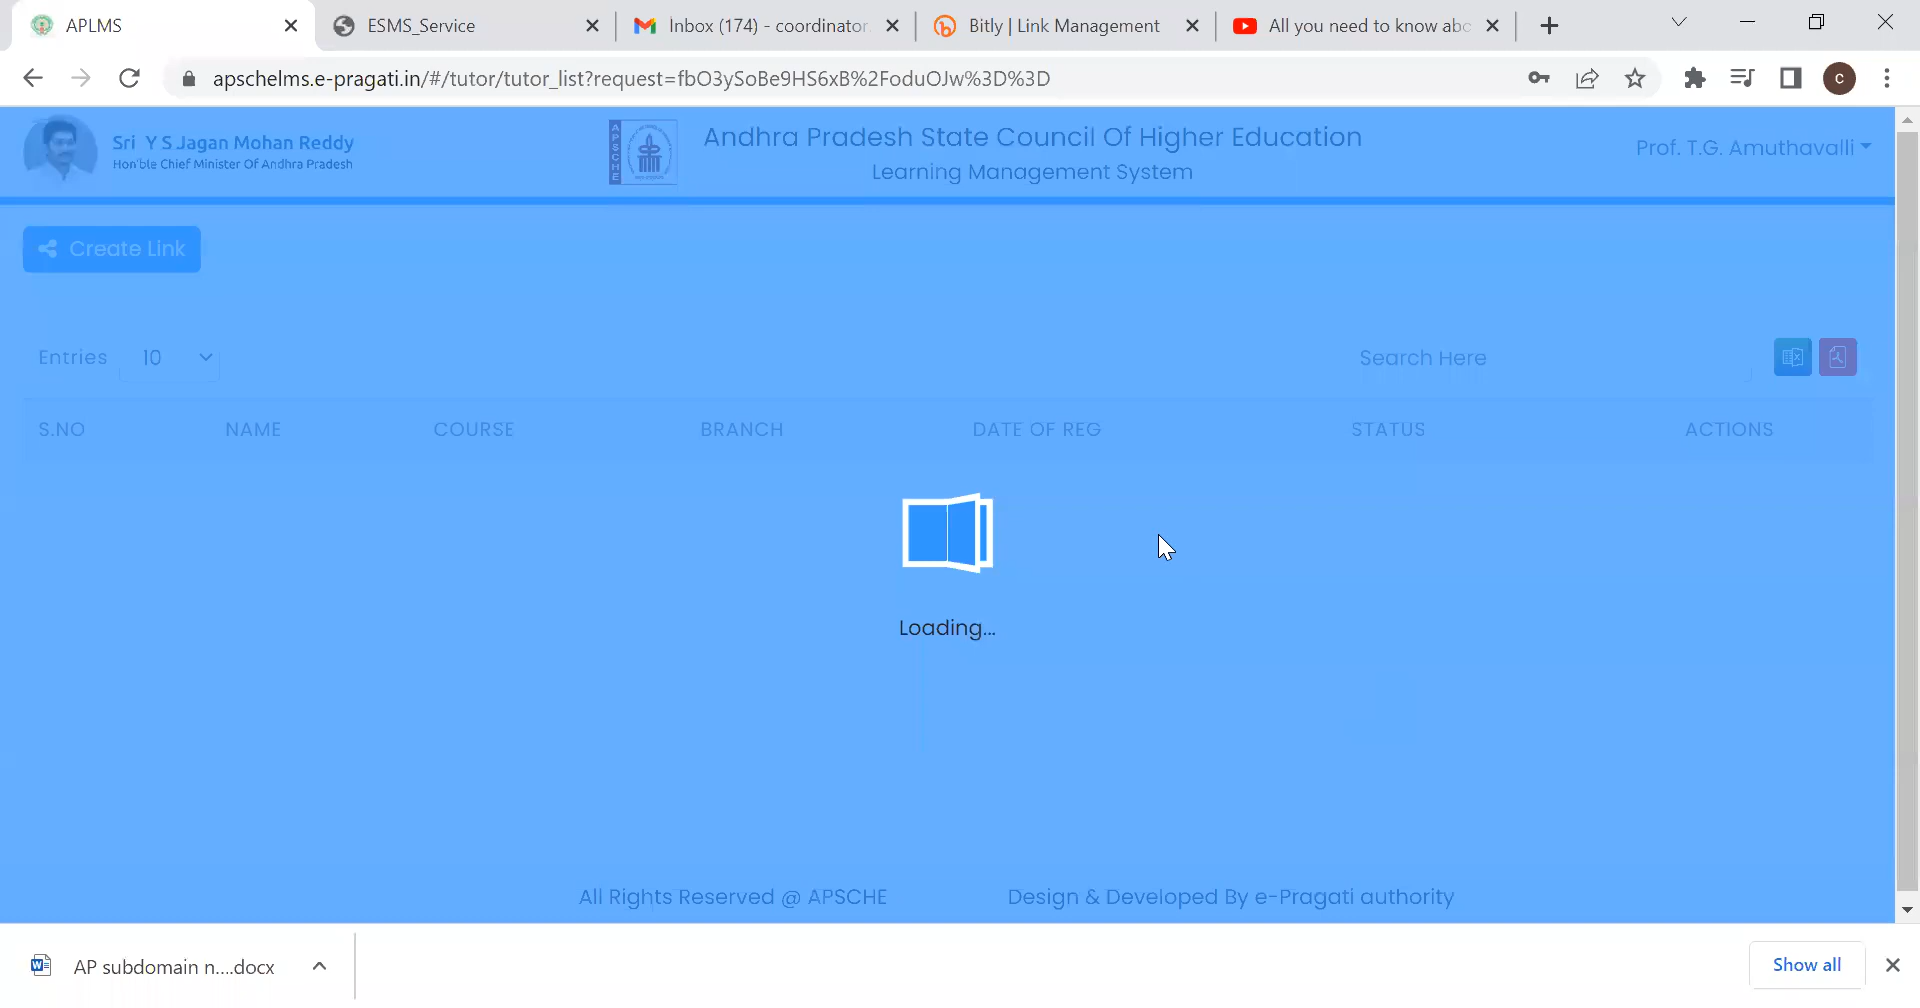 APLMS
ESMS_Service
Inbox (174) - coordinator
Bitly | Link Management
All you need to know abc
apschelms.e-pragati.in/#/tutor/tutor_list?request=fbO3ySoBe9HS6xB%2FoduOJw%3D%3D
c
Sri Y S Jagan Mohan Reddy
Hon'ble Chief Minister Of Andhra Pradesh
APSCHE
Andhra Pradesh State Council Of Higher Education
Learning Management System
Prof. T.G. Amuthavalli
Create Link
Entries 10
Search Here
S.NO NAME COURSE BRANCH DATE OF REG STATUS ACTIONS
Loading...
All Rights Reserved @ APSCHE
Design & Developed By e-Pragati authority
AP subdomain n....docx
Show all